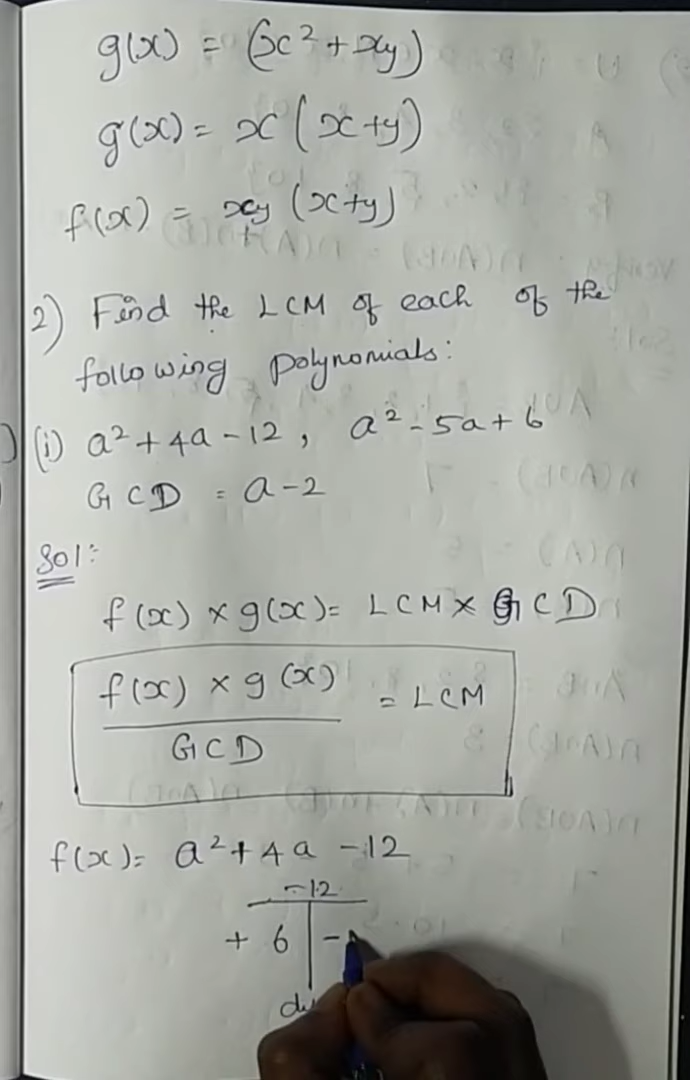 g(x) = (x² + xy)
g(x) = x (x+y)
f(x) = xy (x+y)
2) Find the LCM of each of the
following polynomials:
(i) a² + 4a - 12, a² - 5a + 6
GCD = a - 2
Sol:
f(x) × g(x) = LCM × GCD
f(x) × g(x) / GCD = LCM
f(x) = a² + 4a - 12
-12
+ 6 | -